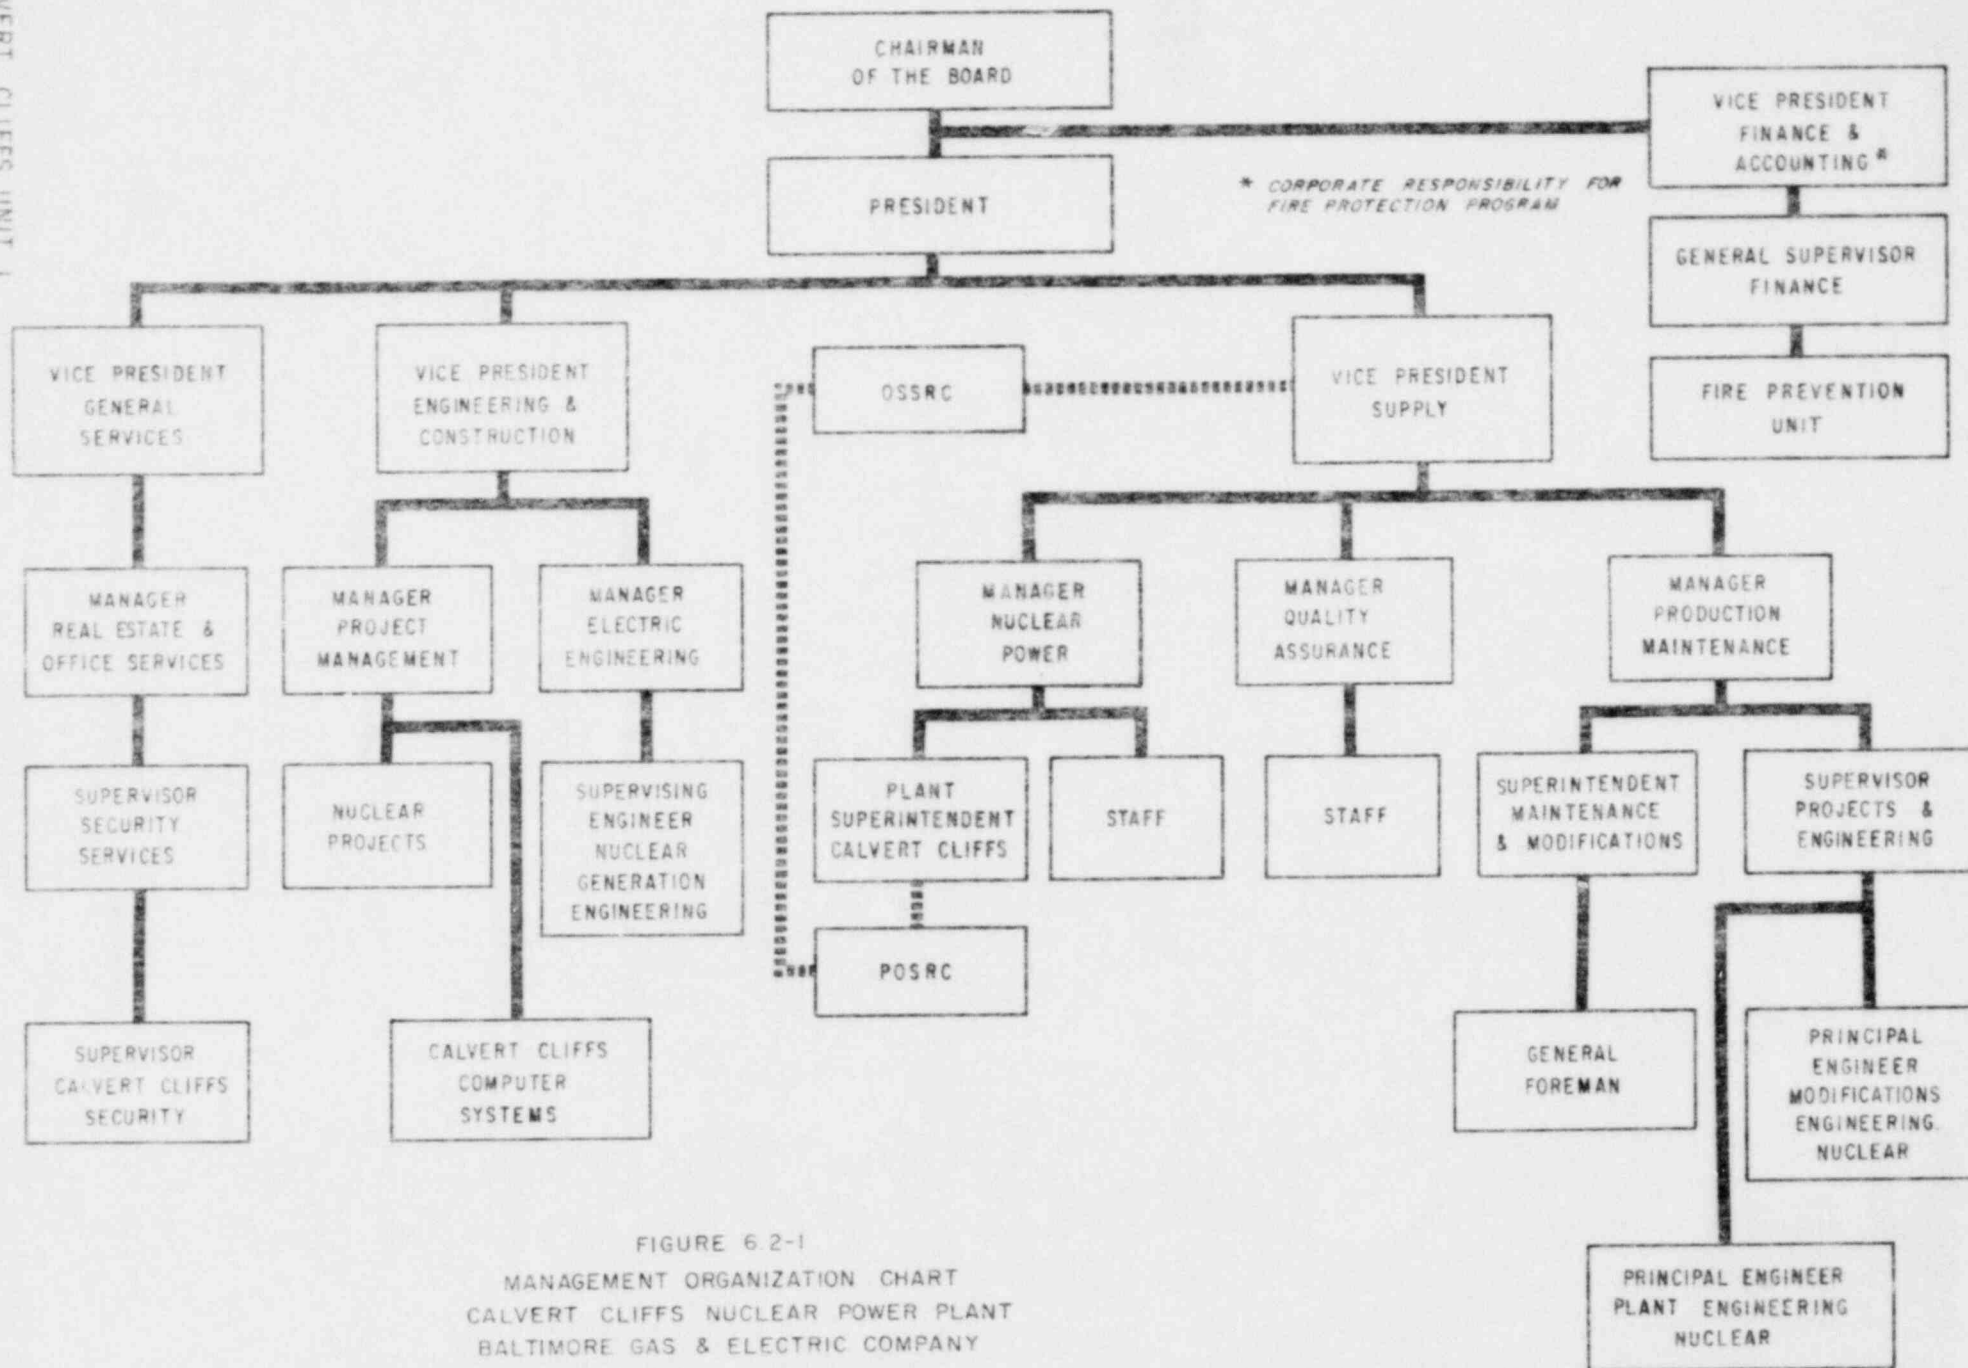 CHAIRMAN
OF THE BOARD
VICE PRESIDENT
FINANCE &
ACCOUNTING*
* CORPORATE RESPONSIBILITY FOR
FIRE PROTECTION PROGRAM
PRESIDENT
GENERAL SUPERVISOR
FINANCE
FIRE PREVENTION
UNIT
VICE PRESIDENT
GENERAL
SERVICES
VICE PRESIDENT
ENGINEERING &
CONSTRUCTION
OSSRC
VICE PRESIDENT
SUPPLY
MANAGER
REAL ESTATE &
OFFICE SERVICES
MANAGER
PROJECT
MANAGEMENT
MANAGER
ELECTRIC
ENGINEERING
MANAGER
NUCLEAR
POWER
MANAGER
QUALITY
ASSURANCE
MANAGER
PRODUCTION
MAINTENANCE
SUPERVISOR
SECURITY
SERVICES
NUCLEAR
PROJECTS
SUPERVISING
ENGINEER
NUCLEAR
GENERATION
ENGINEERING
PLANT
SUPERINTENDENT
CALVERT CLIFFS
STAFF
STAFF
SUPERINTENDENT
MAINTENANCE
& MODIFICATIONS
SUPERVISOR
PROJECTS &
ENGINEERING
POSRC
SUPERVISOR
CALVERT CLIFFS
SECURITY
CALVERT CLIFFS
COMPUTER
SYSTEMS
GENERAL
FOREMAN
PRINCIPAL
ENGINEER
MODIFICATIONS
ENGINEERING
NUCLEAR
PRINCIPAL ENGINEER
PLANT ENGINEERING
NUCLEAR
FIGURE 6.2-1
MANAGEMENT ORGANIZATION CHART
CALVERT CLIFFS NUCLEAR POWER PLANT
BALTIMORE GAS & ELECTRIC COMPANY
CLIFFS UNIT